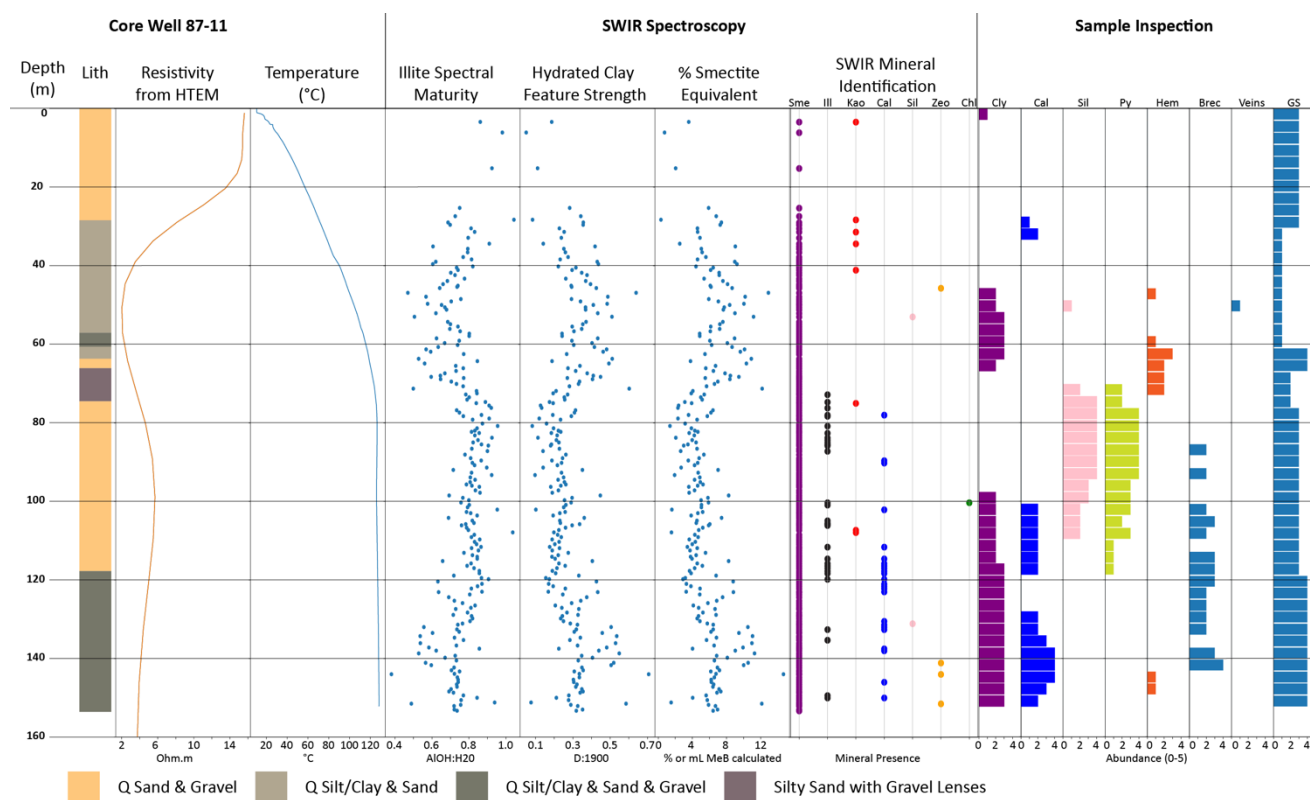 Core Well 87-11 SWIR Spectroscopy Sample Inspection
Depth (m) Lith Resistivity from HTEM Temperature (°C) Illite Spectral Maturity Hydrated Clay Feature Strength % Smectite Equivalent SWIR Mineral Identification
Sme Ill Kao Cal Sil Zeo Chl Cly Cal Sil Py Hem Brec Veins GS
0
20
40
60
80
100
120
140
160
2 6 10 14 20 40 60 80 100 120 0.4 0.6 0.8 1.0 0.1 0.3 0.5 0.7 0 4 8 12 0 2 4 0 2 4 0 2 4 0 2 4 0 2 4 0 2 4 0 2 4 0 2 4
Ohm.m °C AlOH:H20 D:1900 % or mL MeB calculated Mineral Presence Abundance (0-5)
Q Sand & Gravel Q Silt/Clay & Sand Q Silt/Clay & Sand & Gravel Silty Sand with Gravel Lenses